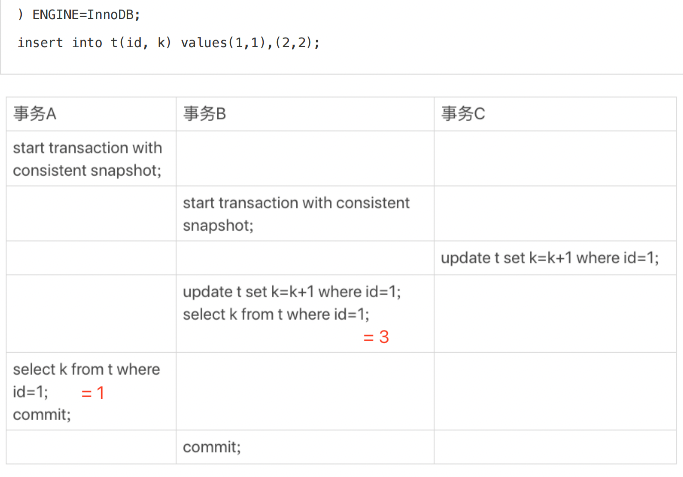 ) ENGINE=InnoDB;
insert into t(id, k) values(1,1),(2,2);
事务A
事务B
事务C
start transaction with
consistent snapshot;
start transaction with consistent
snapshot;
update t set k=k+1 where id=1;
update t set k=k+1 where id=1;
select k from t where id=1;
= 3
select k from t where
id=1; = 1
commit;
commit;